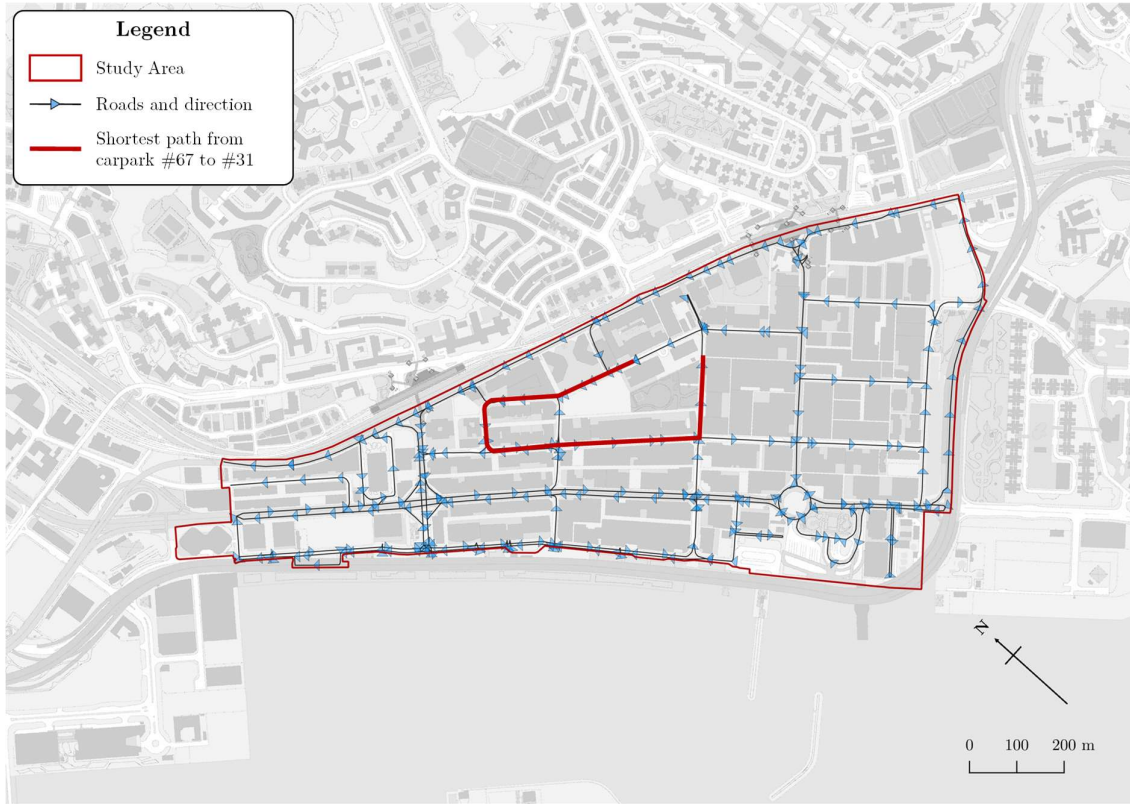 Legend
Study Area
Roads and direction
Shortest path from
carpark #67 to #31
N
0 100 200 m